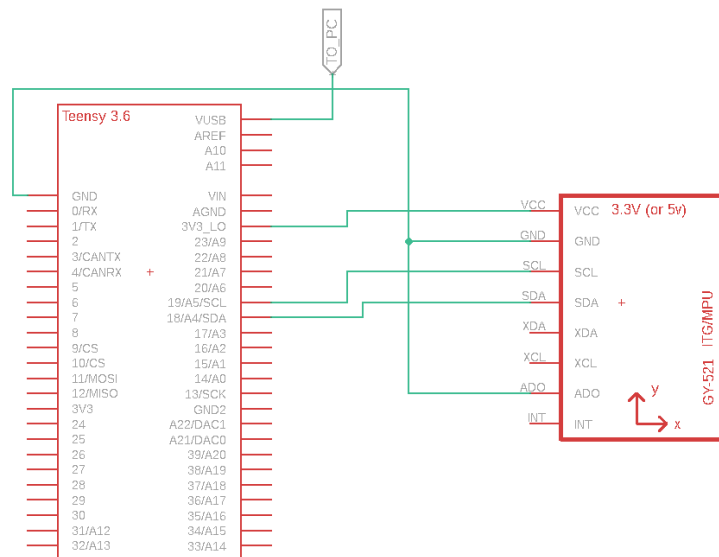 TO_PC
Teensy 3.6
VUSB
AREF
A10
A11
GND
0/RX
1/TX
2
3/CANTX
4/CANRX
5
6
7
8
9/CS
10/CS
11/MOSI
12/MISO
3V3
24
25
26
27
28
29
30
31/A12
32/A13
VIN
AGND
3V3_LO
23/A9
22/A8
21/A7
20/A6
19/A5/SCL
18/A4/SDA
17/A3
16/A2
15/A1
14/A0
13/SCK
GND2
A22/DAC1
A21/DAC0
39/A20
38/A19
37/A18
36/A17
35/A16
34/A15
33/A14
VCC
GND
SCL
SDA
XDA
XCL
ADO
INT
3.3V (or 5v)
VCC
GND
SCL
SDA
XDA
XCL
ADO
INT
GY-521 ITG/MPU
y
x